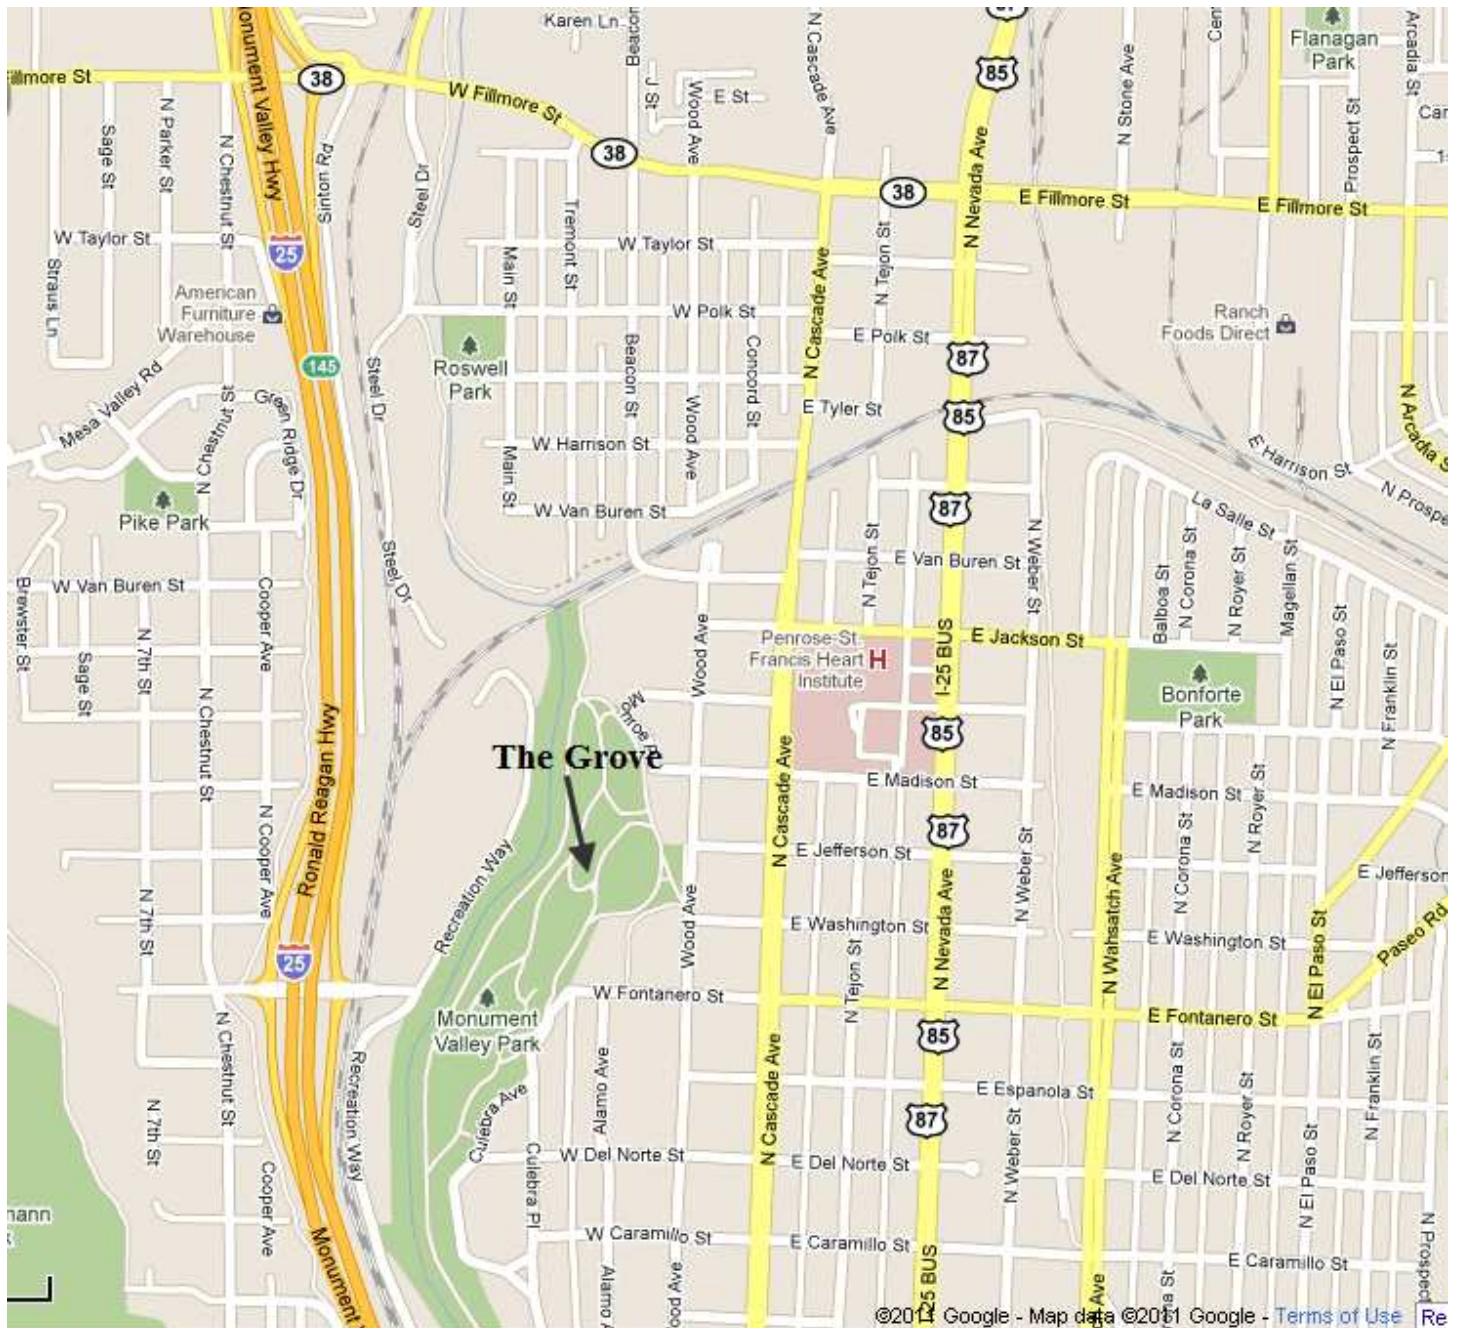 Karen Ln
Beacon
N Cascade Ave
87
Flanagan
Park
Arcadia St
Fillmore St
38
Monument Valley Hwy
W Fillmore St
J St
Wood Ave
E St
85
N Nevada Ave
N Stone Ave
Prospect St
Sage St
N Parker St
N Chestnut St
Sinton Rd
Steel Dr
38
38
E Fillmore St
E Fillmore St
W Taylor St
25
Tremont St
W Taylor St
N Tejon St
Straus Ln
American
Furniture
Warehouse
Main St
W Polk St
N Cascade Ave
E Polk St
Ranch
Foods Direct
145
Roswell
Park
Beacon St
Concord St
87
Mesa Valley Rd
N Chestnut St
Green Ridge Dr
Steel Dr
Wood Ave
E Tyler St
85
N Arcadia S
W Harrison St
E Harrison St
Pike Park
Main St
W Van Buren St
87
La Salle St
N Prospe
W Van Buren St
Steel Dr
N Tejon St
E Van Buren St
N Weber St
Brewster St
Sage St
N 7th St
Cooper Ave
Wood Ave
Balboa St
N Corona St
N Royer St
Magellan St
N El Paso St
N Franklin St
Penrose-St.
Francis Heart
Institute
H
E Jackson St
I-25 BUS
Bonforte
Park
N Chestnut St
Ronald Reagan Hwy
Monroe
The Grove
85
E Madison St
E Madison St
N Cascade Ave
87
N Royer St
N Cooper Ave
Recreation Way
E Jefferson St
N Weber St
N Wahsatch Ave
N Corona St
E Jefferson
N 7th St
Wood Ave
E Washington St
N Nevada Ave
E Washington St
N El Paso St
Paseo Rd
25
N Tejon St
W Fontanero St
E Fontanero St
Monument
Valley Park
N Chestnut St
85
Recreation Way
Alamo Ave
N Cascade Ave
E Espanola St
N Corona St
N Royer St
N Franklin St
N 7th St
Culebra Ave
87
N Weber St
N El Paso St
Culebra Pl
W Del Norte St
E Del Norte St
E Del Norte St
Cooper Ave
mann
W Caramillo St
E Caramillo St
E Caramillo St
N Prospect
Monument
Alamo A
ood Ave
I-25 BUS
©2011 Google - Map data ©2011 Google - Terms of Use
Re